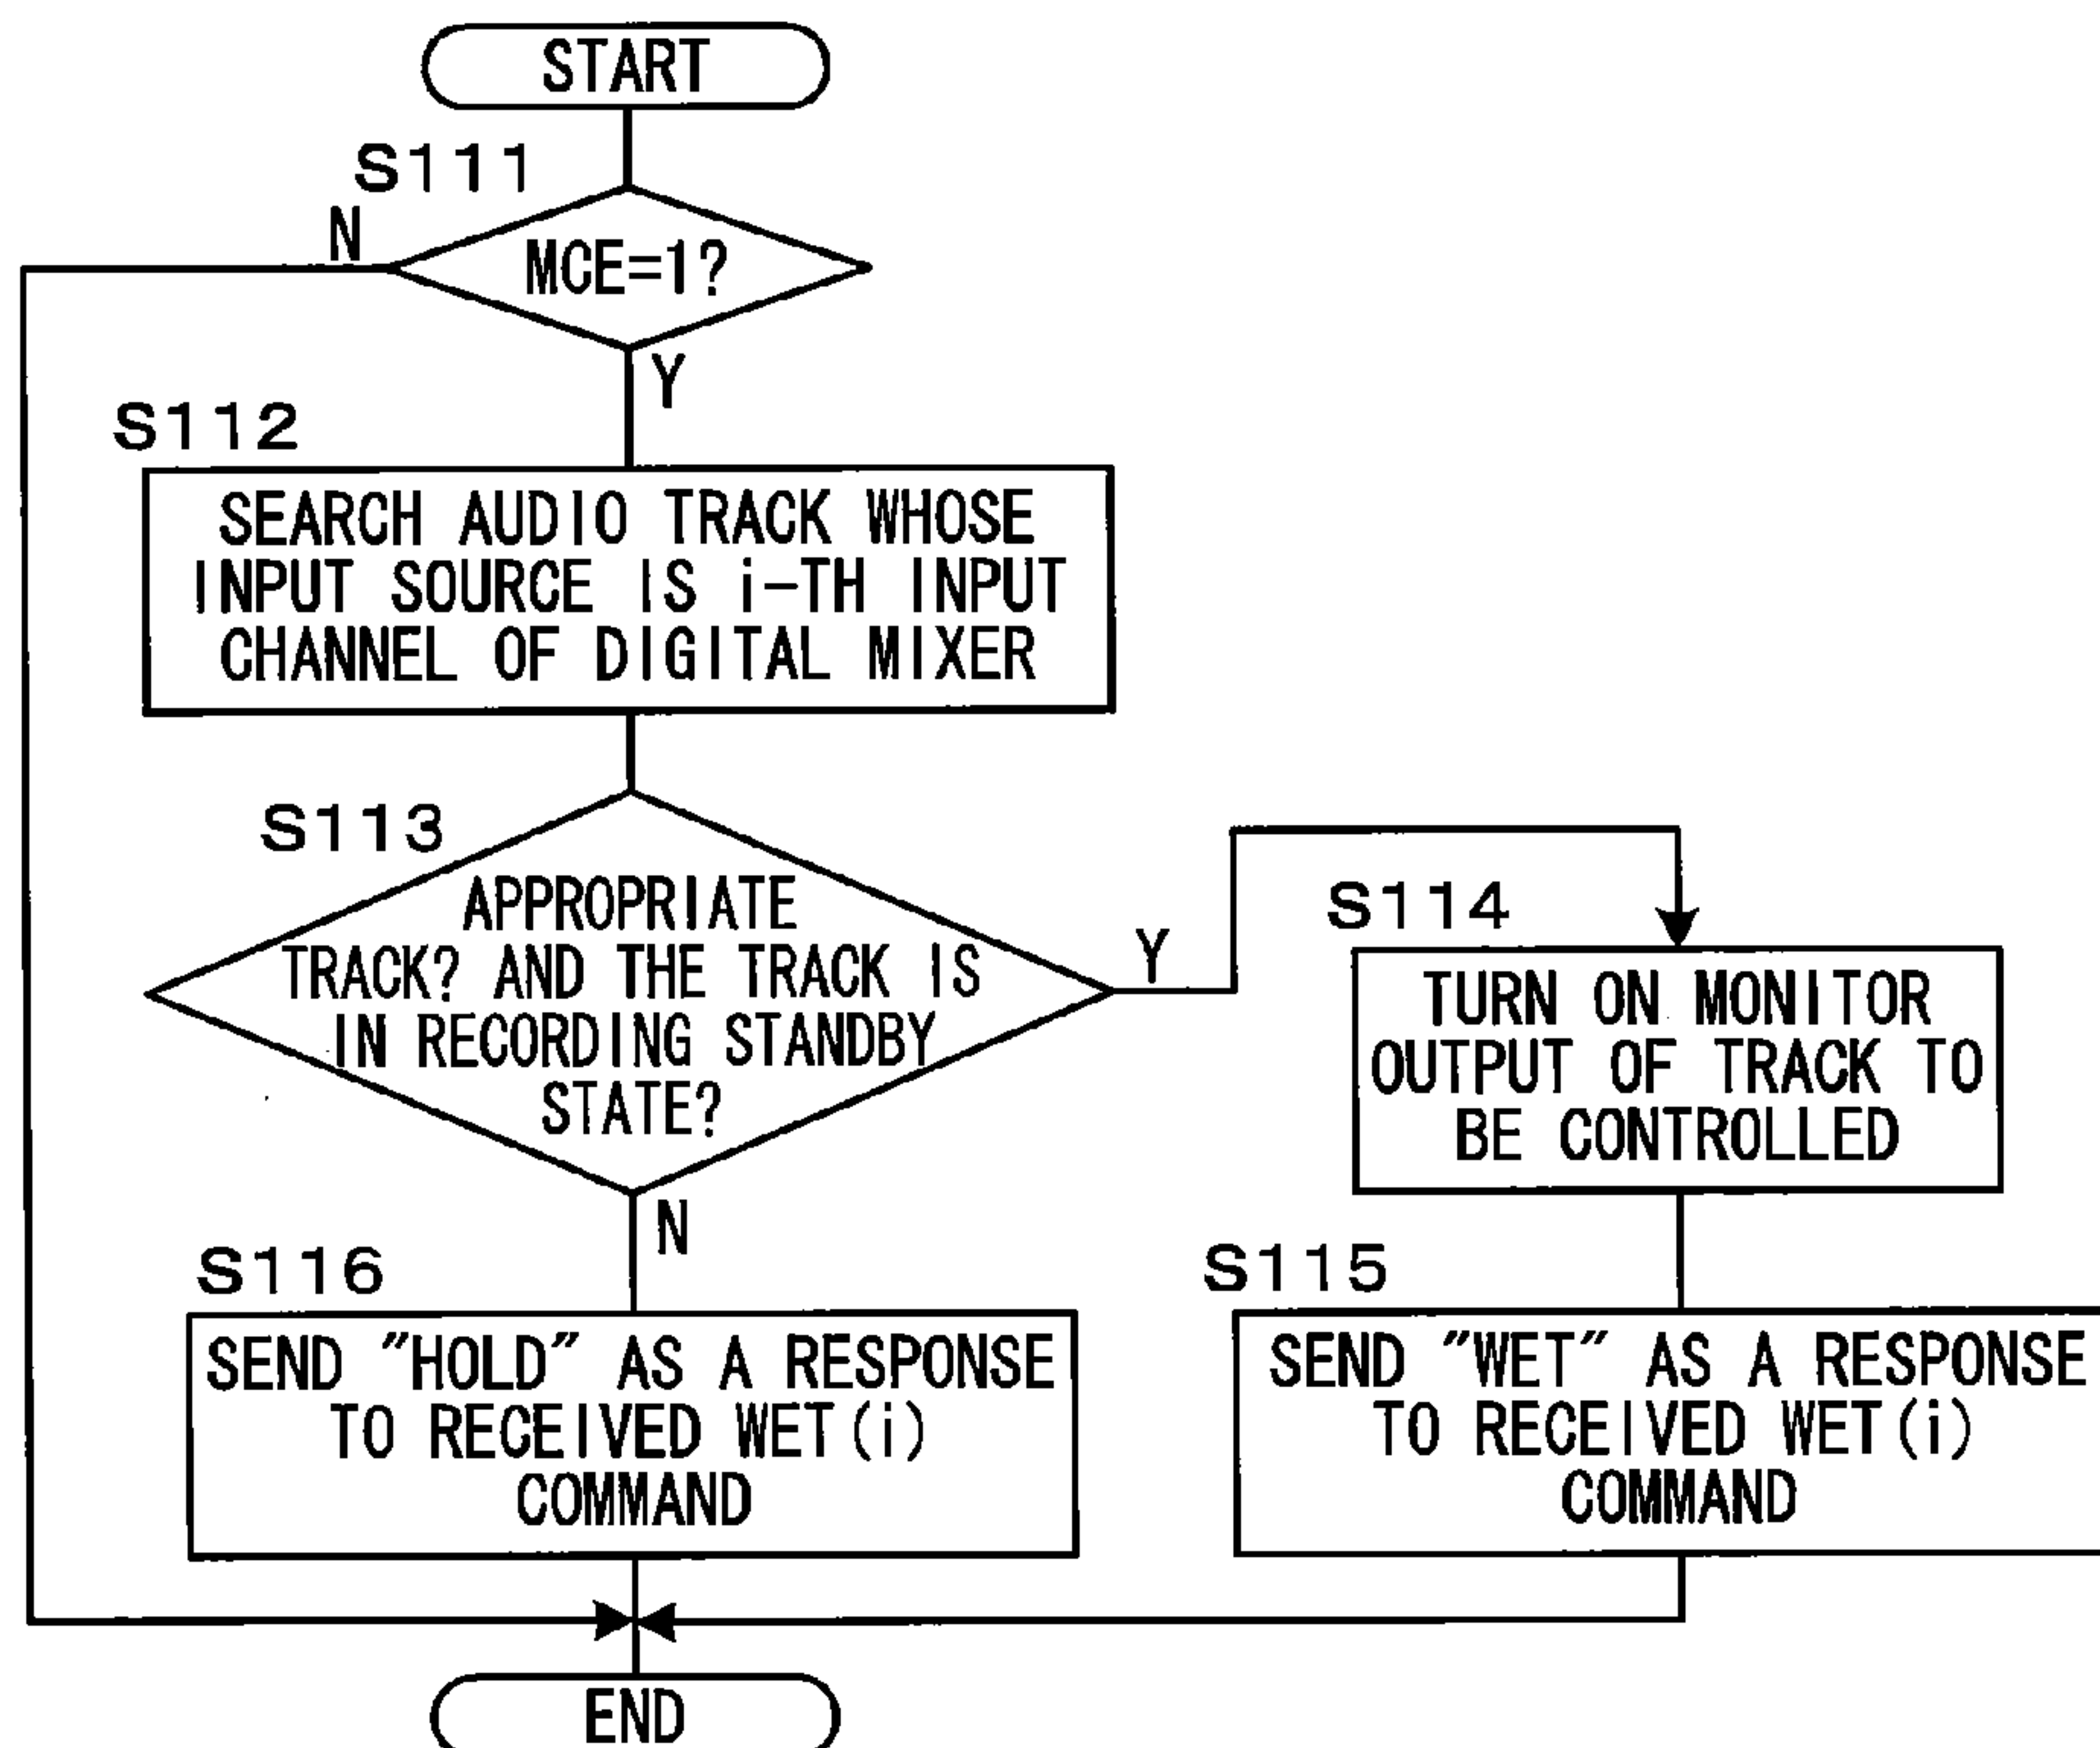 START
S111
N
MCE=1?
Y
S112
SEARCH AUDIO TRACK WHOSE
INPUT SOURCE IS i-TH INPUT
CHANNEL OF DIGITAL MIXER
S113
APPROPRIATE
TRACK? AND THE TRACK IS
IN RECORDING STANDBY
STATE?
Y
N
S114
TURN ON MONITOR
OUTPUT OF TRACK TO
BE CONTROLLED
S116
SEND "HOLD" AS A RESPONSE
TO RECEIVED WET(i)
COMMAND
S115
SEND "WET" AS A RESPONSE
TO RECEIVED WET(i)
COMMAND
END